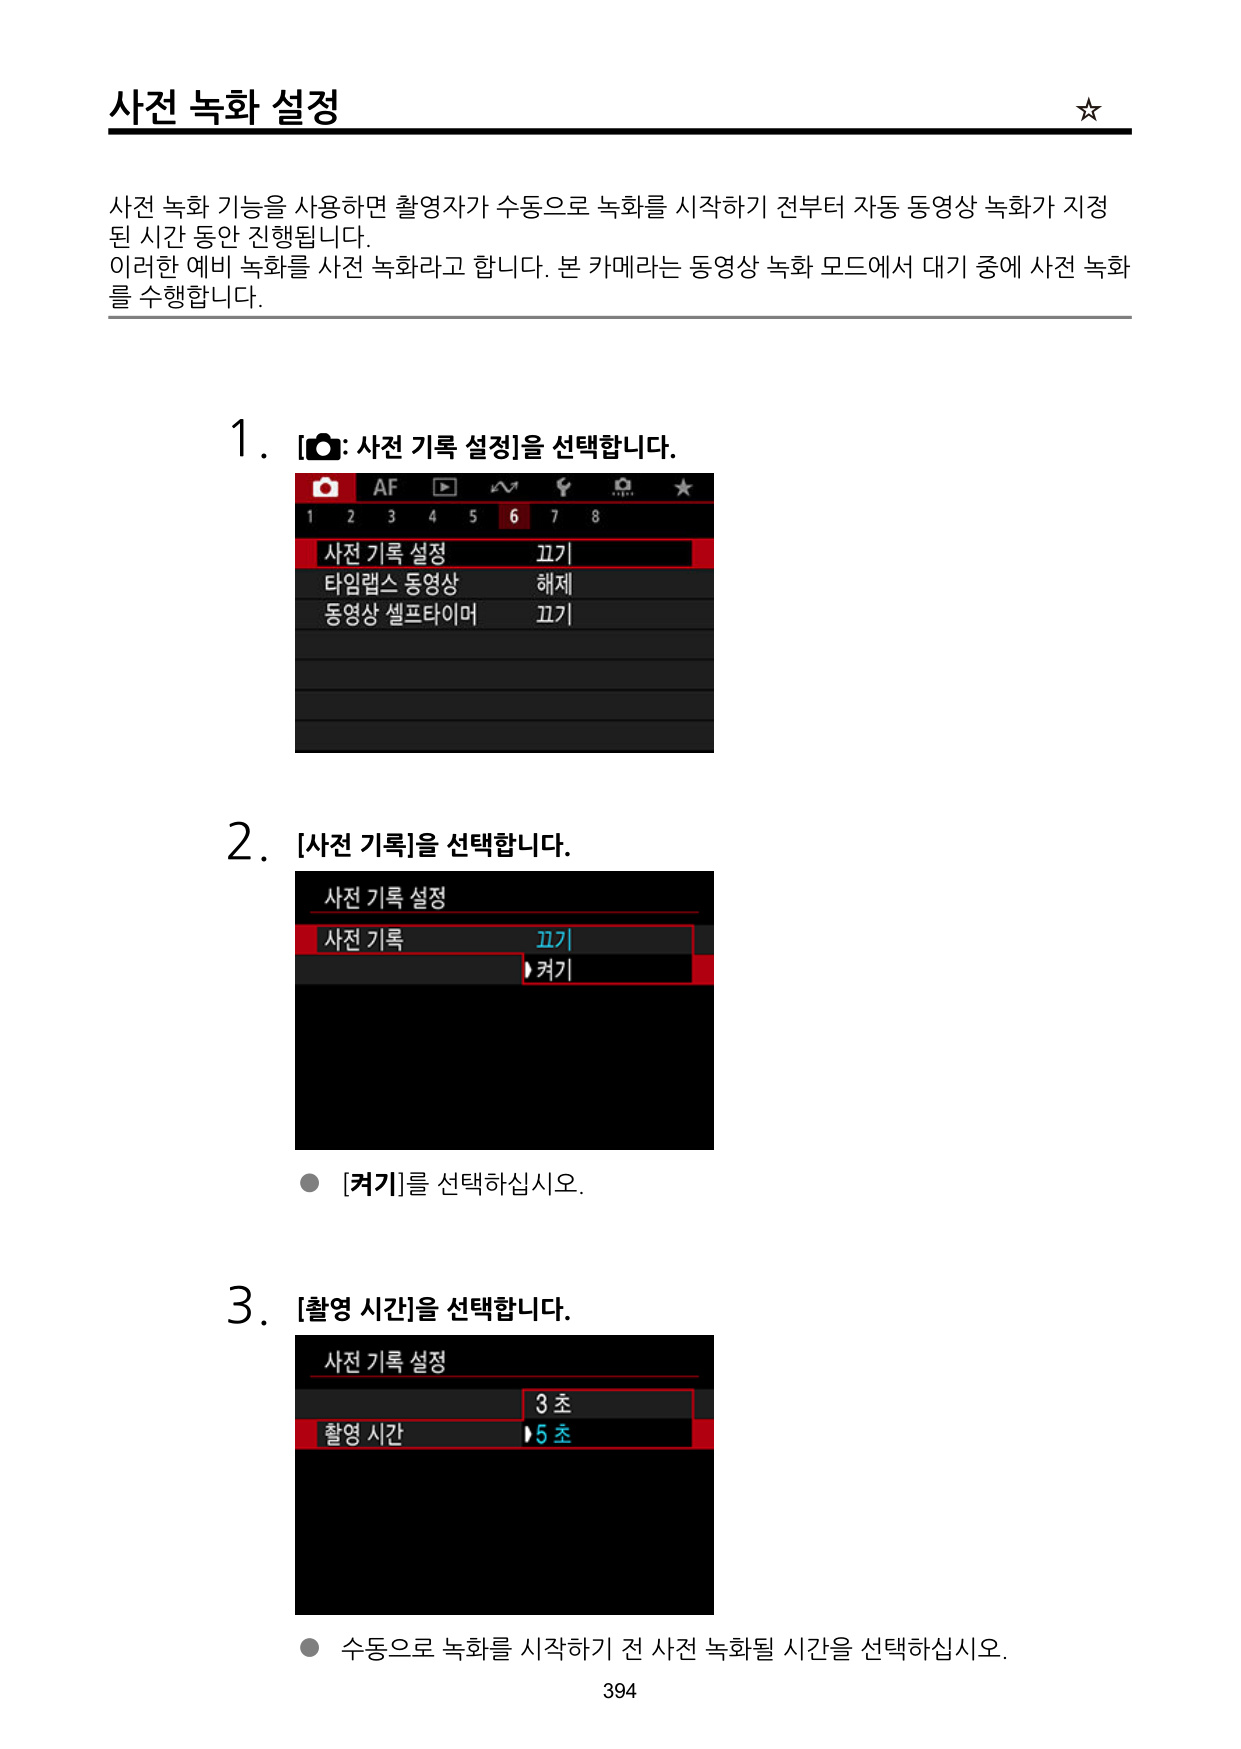 사전 녹화 설정 ☆
사전 녹화 기능을 사용하면 촬영자가 수동으로 녹화를 시작하기 전부터 자동 동영상 녹화가 지정
된 시간 동안 진행됩니다.
이러한 예비 녹화를 사전 녹화라고 합니다. 본 카메라는 동영상 녹화 모드에서 대기 중에 사전 녹화
를 수행합니다.
1. [: 사전 기록 설정]을 선택합니다.
AF
1 2 3 4 5 6 7 8
사전 기록 설정 끄기
타임랩스 동영상 해제
동영상 셀프타이머 끄기
2. [사전 기록]을 선택합니다.
사전 기록 설정
사전 기록 끄기
켜기
● [켜기]를 선택하십시오.
3. [촬영 시간]을 선택합니다.
사전 기록 설정
3 초
촬영 시간 5 초
● 수동으로 녹화를 시작하기 전 사전 녹화될 시간을 선택하십시오.
394